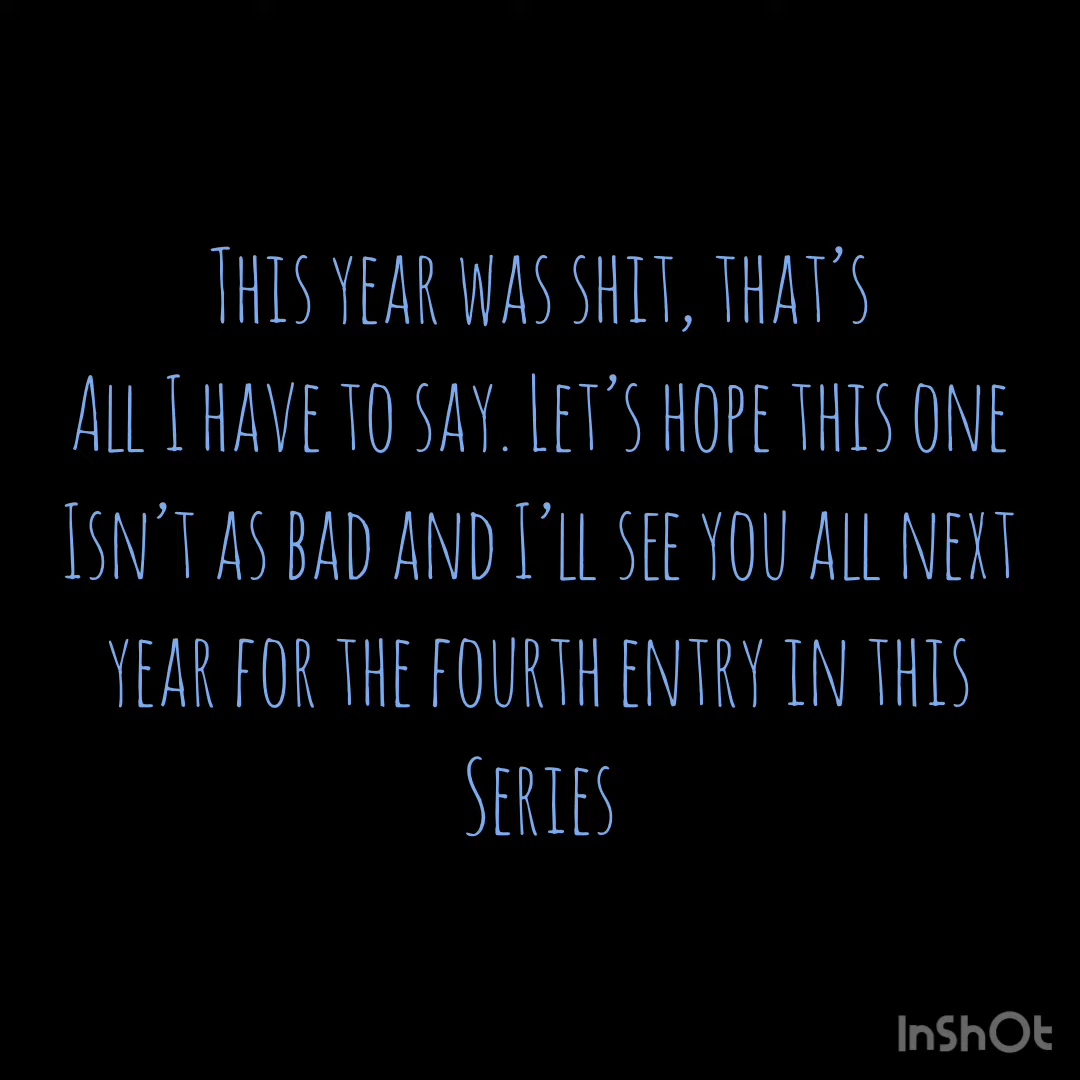 This year was shit, that’s
All I have to say. Let’s hope this one
Isn’t as bad and I’ll see you all next
year for the fourth entry in this
Series
InShOt